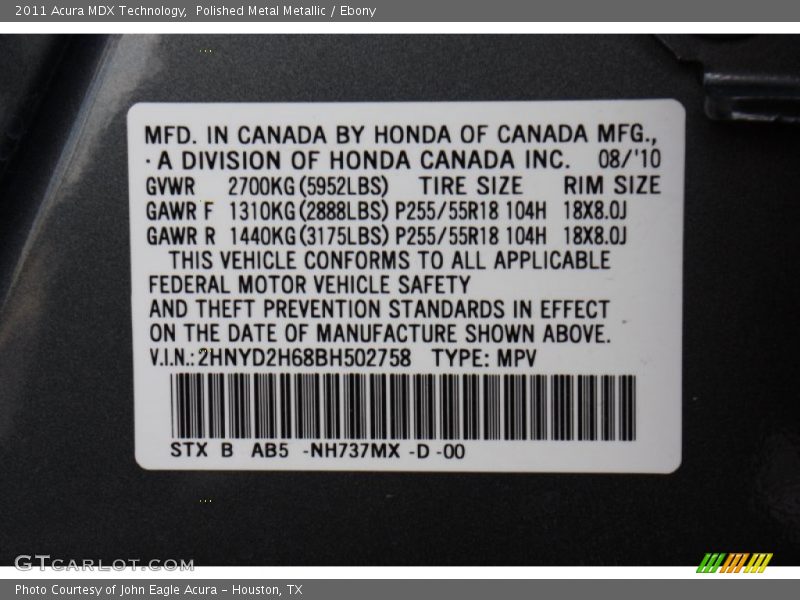 2011 Acura MDX Technology,  Polished Metal Metallic / Ebony
MFD. IN CANADA BY HONDA OF CANADA MFG.,
· A DIVISION OF HONDA CANADA INC.  08/'10
GVWR  2700KG(5952LBS)  TIRE SIZE  RIM SIZE
GAWR F  1310KG(2888LBS) P255/55R18 104H  18X8.0J
GAWR R  1440KG(3175LBS) P255/55R18 104H  18X8.0J
THIS VEHICLE CONFORMS TO ALL APPLICABLE
FEDERAL MOTOR VEHICLE SAFETY
AND THEFT PREVENTION STANDARDS IN EFFECT
ON THE DATE OF MANUFACTURE SHOWN ABOVE.
V.I.N.: 2HNYD2H68BH502758  TYPE: MPV
STX  B  AB5  -NH737MX -D -00
GTCARLOT.COM
Photo Courtesy of John Eagle Acura - Houston, TX